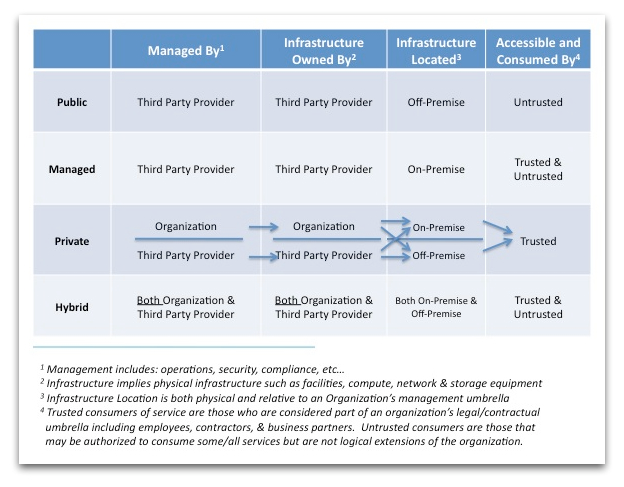 Managed By¹
Infrastructure Owned By²
Infrastructure Located³
Accessible and Consumed By⁴
Public
Third Party Provider
Third Party Provider
Off-Premise
Untrusted
Managed
Third Party Provider
Third Party Provider
On-Premise
Trusted &
Untrusted
Private
Organization
Organization
On-Premise
Third Party Provider
Third Party Provider
Off-Premise
Trusted
Hybrid
Both Organization &
Third Party Provider
Both Organization &
Third Party Provider
Both On-Premise &
Off-Premise
Trusted &
Untrusted
¹ Management includes: operations, security, compliance, etc...
² Infrastructure implies physical infrastructure such as facilities, compute, network & storage equipment
³ Infrastructure Location is both physical and relative to an Organization's management umbrella
⁴ Trusted consumers of service are those who are considered part of an organization's legal/contractual
umbrella including employees, contractors, & business partners. Untrusted consumers are those that
may be authorized to consume some/all services but are not logical extensions of the organization.